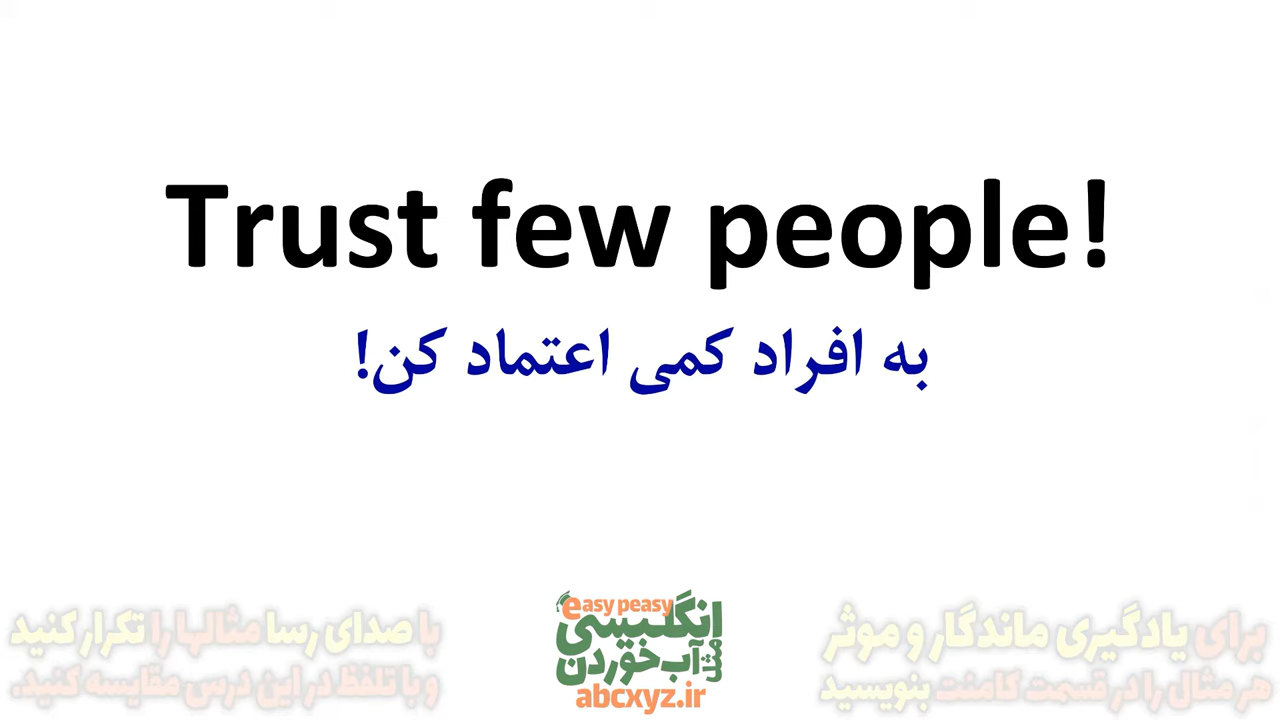 Trust few people!
به افراد کمی اعتماد کن!
برای یادگیری ماندگار و موثر
هر مثال را در قسمت کامنت بنویسید
easy peasy
انگلیسی
مثل آب خوردن
abcxyz.ir
با صدای رسا مثالها را تکرار کنید
و با تلفظ در این درس مقایسه کنید.